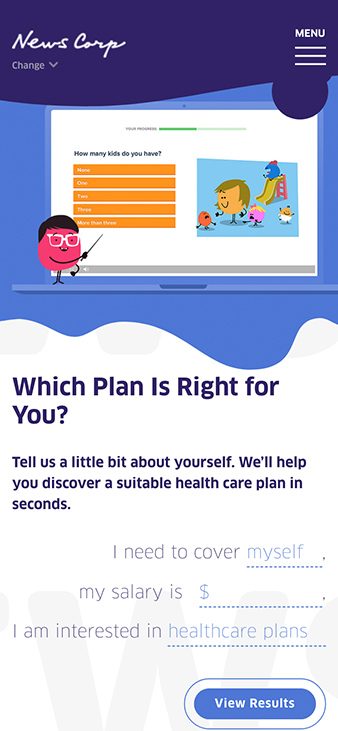 News Corp
MENU
Change
YOUR PROGRESS:
How many kids do you have?
None
One
Two
Three
More than three
Which Plan Is Right for
You?
Tell us a little bit about yourself. We’ll help
you discover a suitable health care plan in
seconds.
I need to cover myself ,
my salary is $ ,
I am interested in healthcare plans
View Results